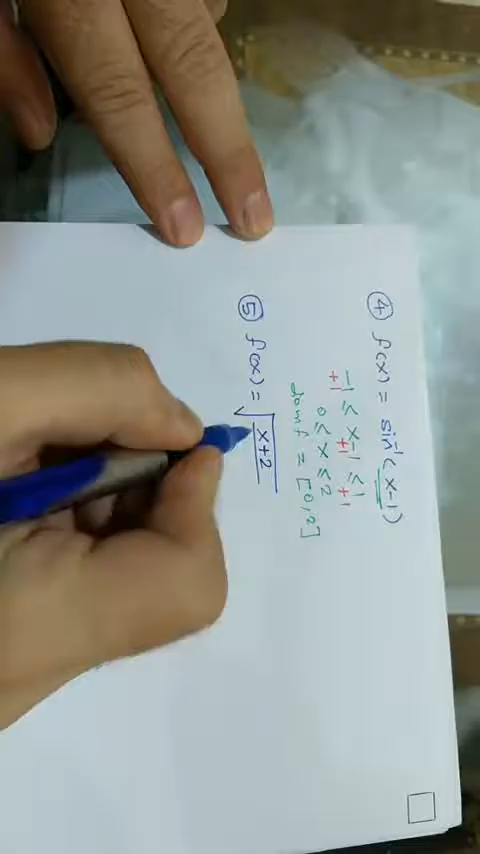 ④ f(x) = sin⁻¹(x-1)
-1 ≤ x-1 ≤ 1
+1 +1 +1
0 ≤ x ≤ 2
dom f = [0,2]
⑤ f(x) = √x+2